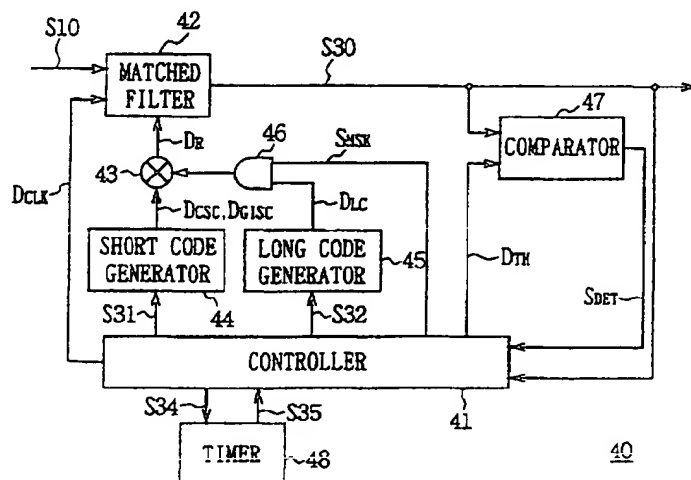 S10
42
S30
MATCHED
FILTER
47
COMPARATOR
DR
46
SMSK
43
DCLK
DCSC, DGISC
DLC
SHORT CODE
GENERATOR
LONG CODE
GENERATOR
45
DTH
SDET
S31
44
S32
CONTROLLER
41
S34
S35
TIMER
48
40